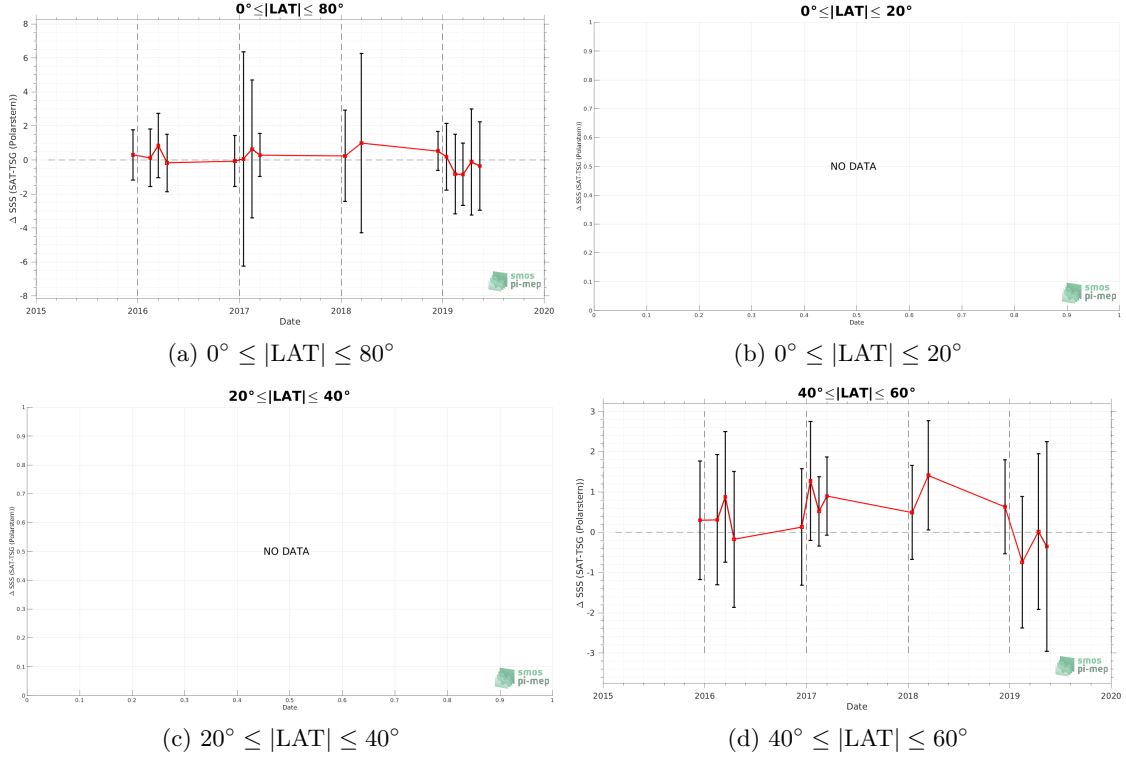 0°≤|LAT|≤ 80°
Δ SSS (SAT-TSG (Polarstern))
8
6
4
2
0
-2
-4
-6
-8
2015 2016 2017 2018 2019 2020
Date
smos
pi-mep
(a) 0° ≤ |LAT| ≤ 80°
0°≤|LAT|≤ 20°
Δ SSS (SAT-TSG (Polarstern))
1
0.9
0.8
0.7
0.6
0.5
0.4
0.3
0.2
0.1
0
NO DATA
0 0.1 0.2 0.3 0.4 0.5 0.6 0.7 0.8 0.9 1
Date
smos
pi-mep
(b) 0° ≤ |LAT| ≤ 20°
20°≤|LAT|≤ 40°
Δ SSS (SAT-TSG (Polarstern))
1
0.9
0.8
0.7
0.6
0.5
0.4
0.3
0.2
0.1
0
NO DATA
0 0.1 0.2 0.3 0.4 0.5 0.6 0.7 0.8 0.9 1
Date
smos
pi-mep
(c) 20° ≤ |LAT| ≤ 40°
40°≤|LAT|≤ 60°
Δ SSS (SAT-TSG (Polarstern))
3
2
1
0
-1
-2
-3
2015 2016 2017 2018 2019 2020
Date
smos
pi-mep
(d) 40° ≤ |LAT| ≤ 60°